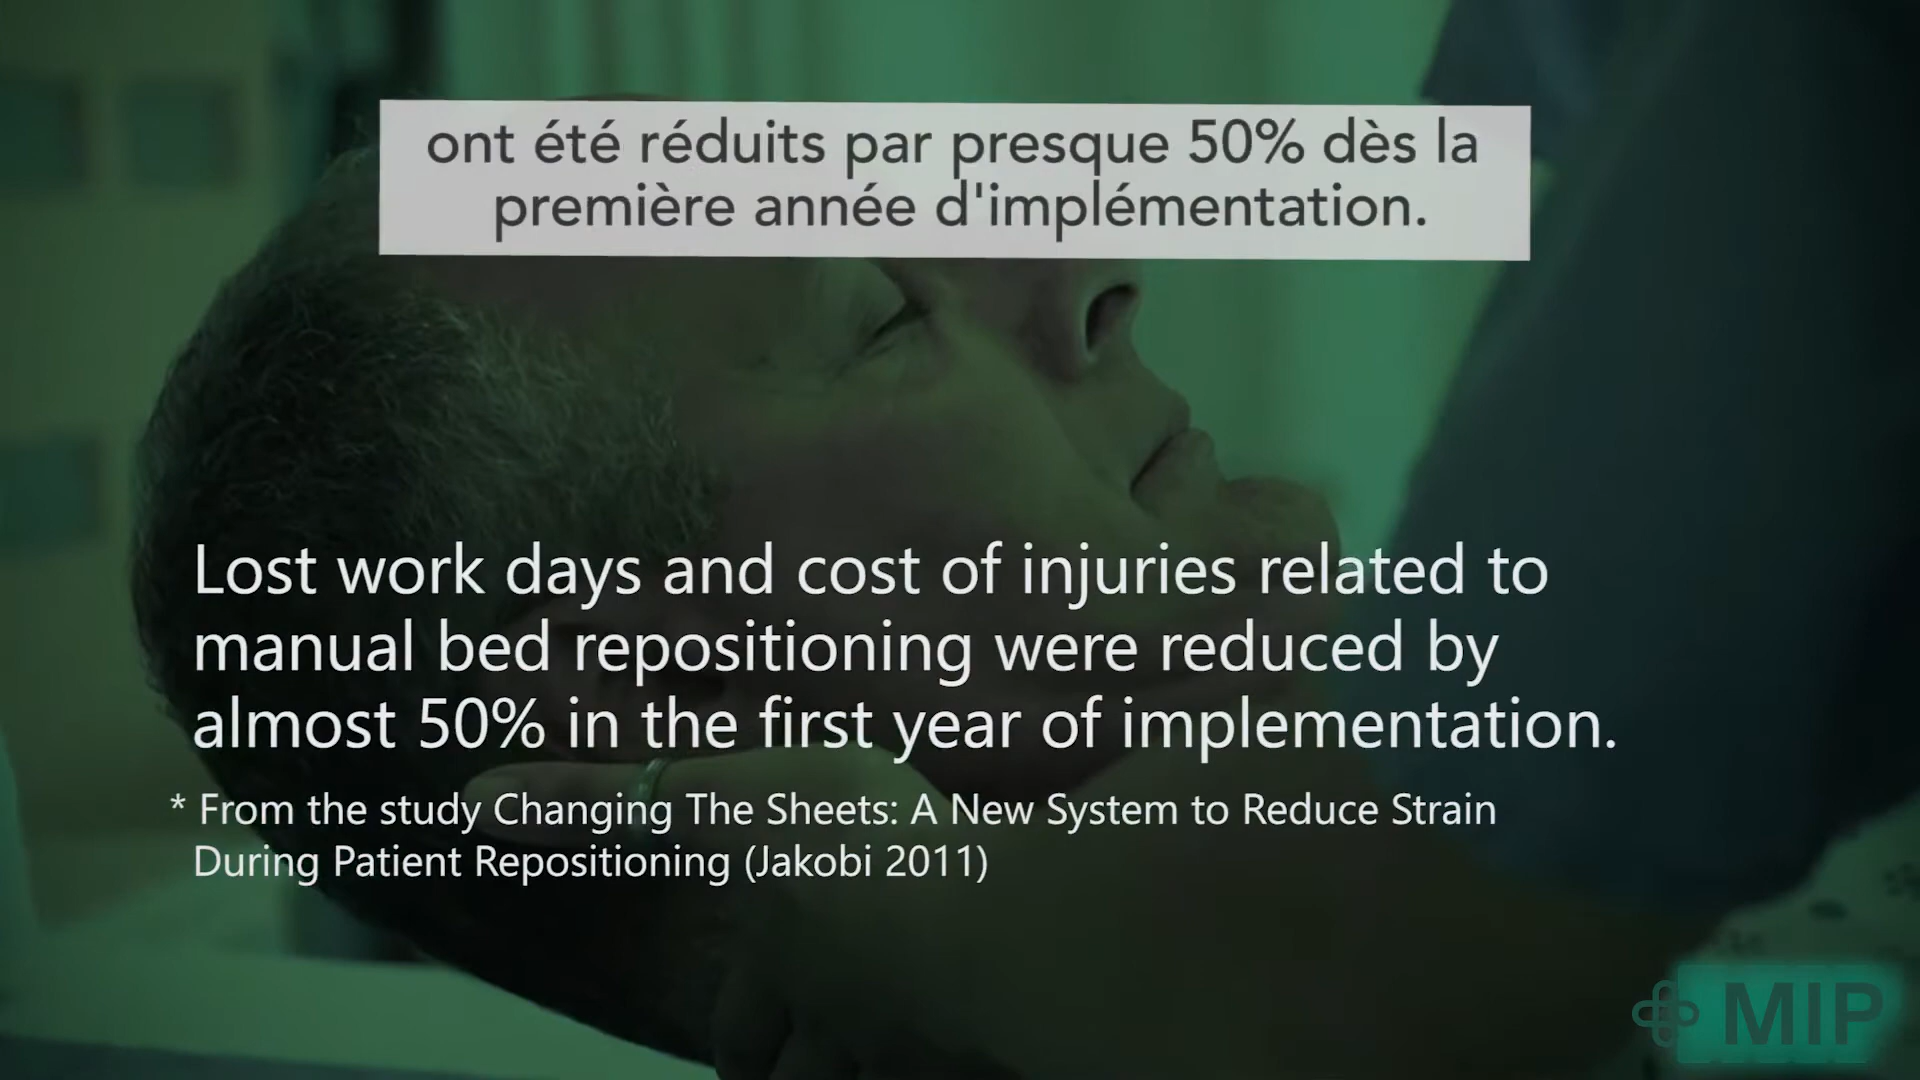 ont été réduits par presque 50% dès la
première année d'implémentation.
Lost work days and cost of injuries related to
manual bed repositioning were reduced by
almost 50% in the first year of implementation.
* From the study Changing The Sheets: A New System to Reduce Strain
During Patient Repositioning (Jakobi 2011)
MIP